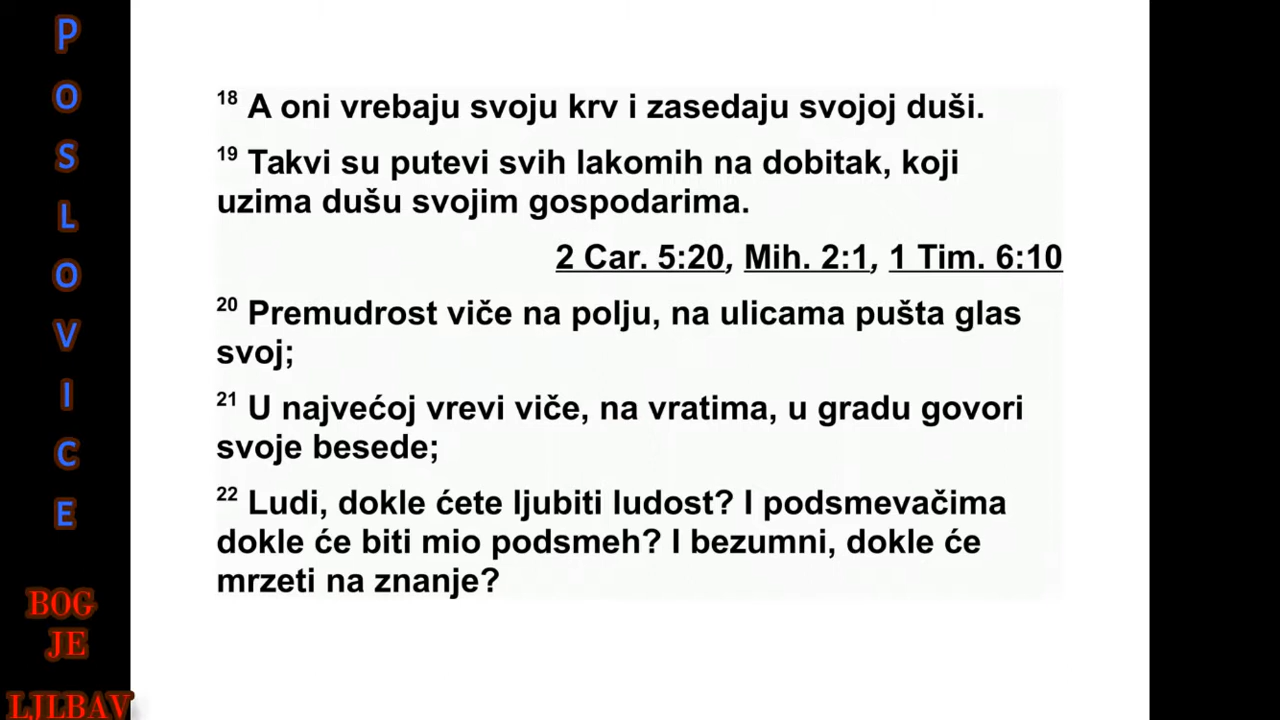 P
O
S
L
O
V
I
C
E
BOG
JE
LJLBAV
18 A oni vrebaju svoju krv i zasedaju svojoj duši.
19 Takvi su putevi svih lakomih na dobitak, koji
uzima dušu svojim gospodarima.
2 Car. 5:20, Mih. 2:1, 1 Tim. 6:10
20 Premudrost viče na polju, na ulicama pušta glas
svoj;
21 U najvećoj vrevi viče, na vratima, u gradu govori
svoje besede;
22 Ludi, dokle ćete ljubiti ludost? I podsmevačima
dokle će biti mio podsmeh? I bezumni, dokle će
mrzeti na znanje?